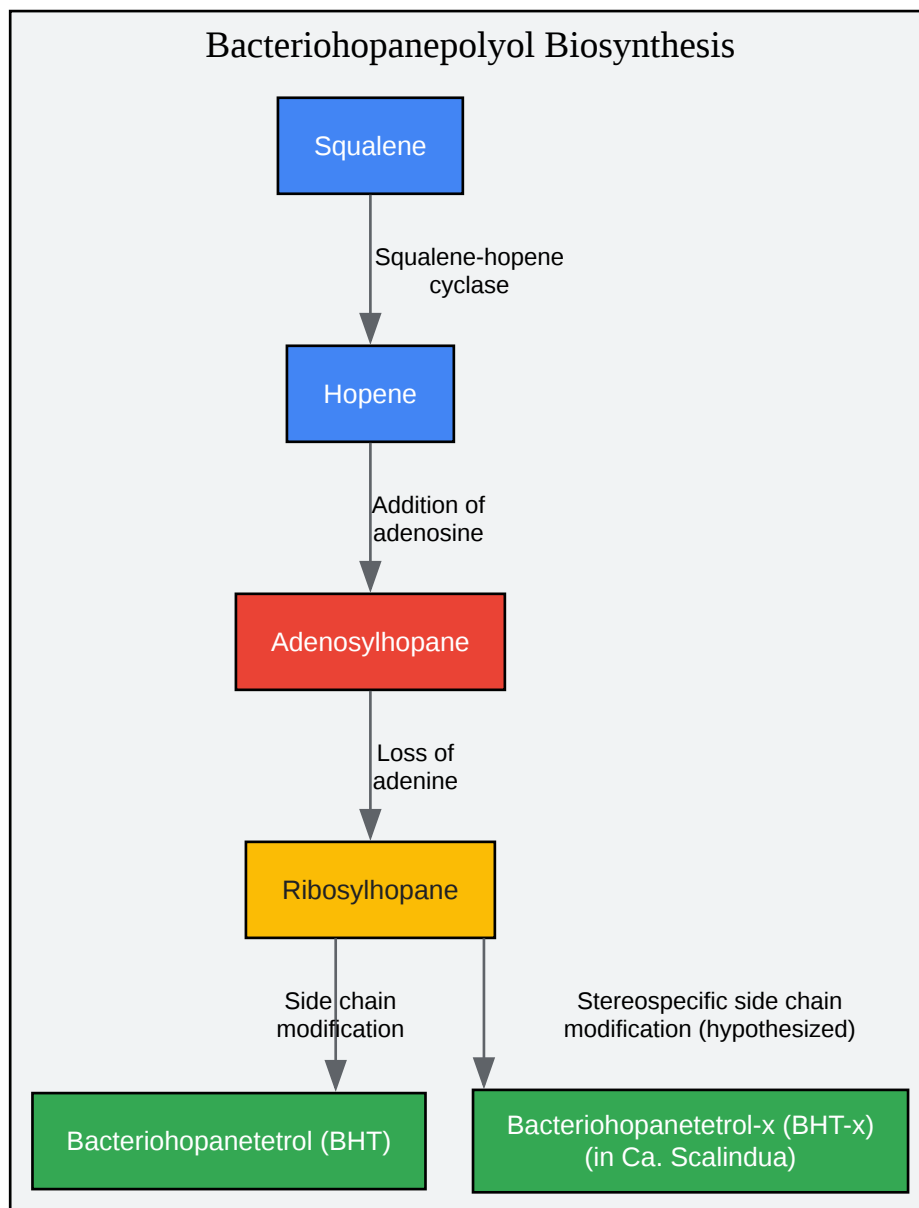 Bacteriohopanepolyol Biosynthesis
Squalene
Squalene-hopene
cyclase
Hopene
Addition of
adenosine
Adenosylhopane
Loss of
adenine
Ribosylhopane
Side chain
modification
Stereospecific side chain
modification (hypothesized)
Bacteriohopanetetrol (BHT)
Bacteriohopanetetrol-x (BHT-x)
(in Ca. Scalindua)